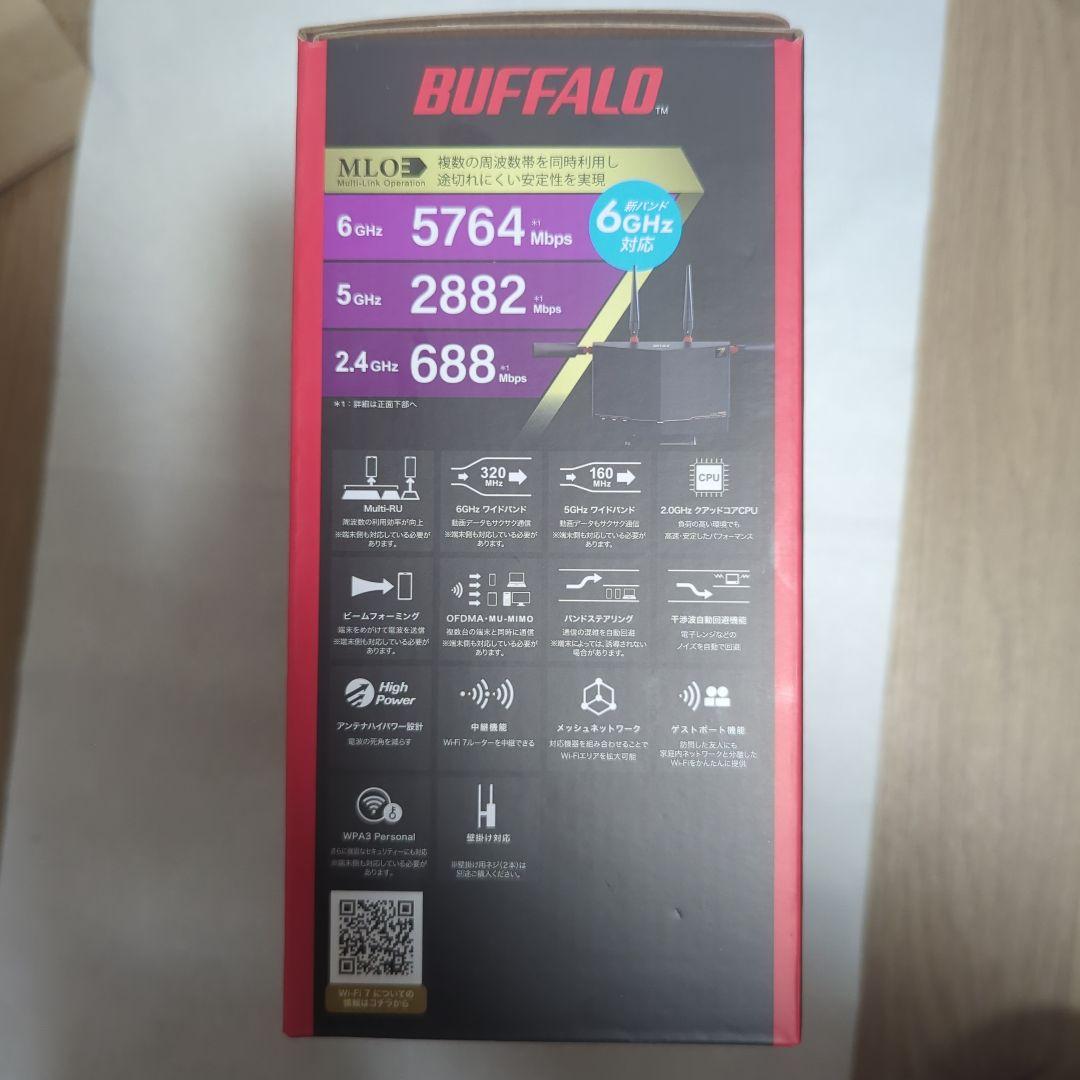 BUFFALO™
MLO
Multi-Link Operation
複数の周波数帯を同時利用し
途切れにくい安定性を実現
6GHz 5764 *1 Mbps
新バンド
6GHz
対応
5GHz 2882 *1 Mbps
2.4GHz 688 *1 Mbps
*1：詳細は正面下部へ
Multi-RU
周波数の利用効率が向上
※端末側も対応している必要が
あります。
320
MHz
6GHz ワイドバンド
動画データもサクサク通信
※端末側も対応している必要が
あります。
160
MHz
5GHz ワイドバンド
動画データもサクサク通信
※端末側も対応している必要が
あります。
CPU
2.0GHz クアッドコアCPU
負荷の高い環境でも
高速・安定したパフォーマンス
ビームフォーミング
端末をめがけて電波を送信
※端末側も対応している必要が
あります。
OFDMA・MU-MIMO
複数台の端末と同時に通信
※端末側も対応している必要が
あります。
バンドステアリング
通信の混雑を自動回避
※端末によっては、誘導されない
場合があります。
干渉波自動回避機能
電子レンジなどの
ノイズを自動で回避
High
Power
アンテナハイパワー設計
電波の死角を減らす
中継機能
Wi-Fi 7ルーターを中継できる
メッシュネットワーク
対応機器を組み合わせることで
Wi-Fiエリアを拡大可能
ゲストポート機能
訪問した友人にも
家庭内ネットワークと分離した
Wi-Fiをかんたんに提供
WPA3 Personal
さらに強固なセキュリティーにも対応
※端末側も対応している必要が
あります。
壁掛け対応
※壁掛け用ネジ（2本）は
別途ご購入ください。
Wi-Fi 7 についての
情報はコチラから